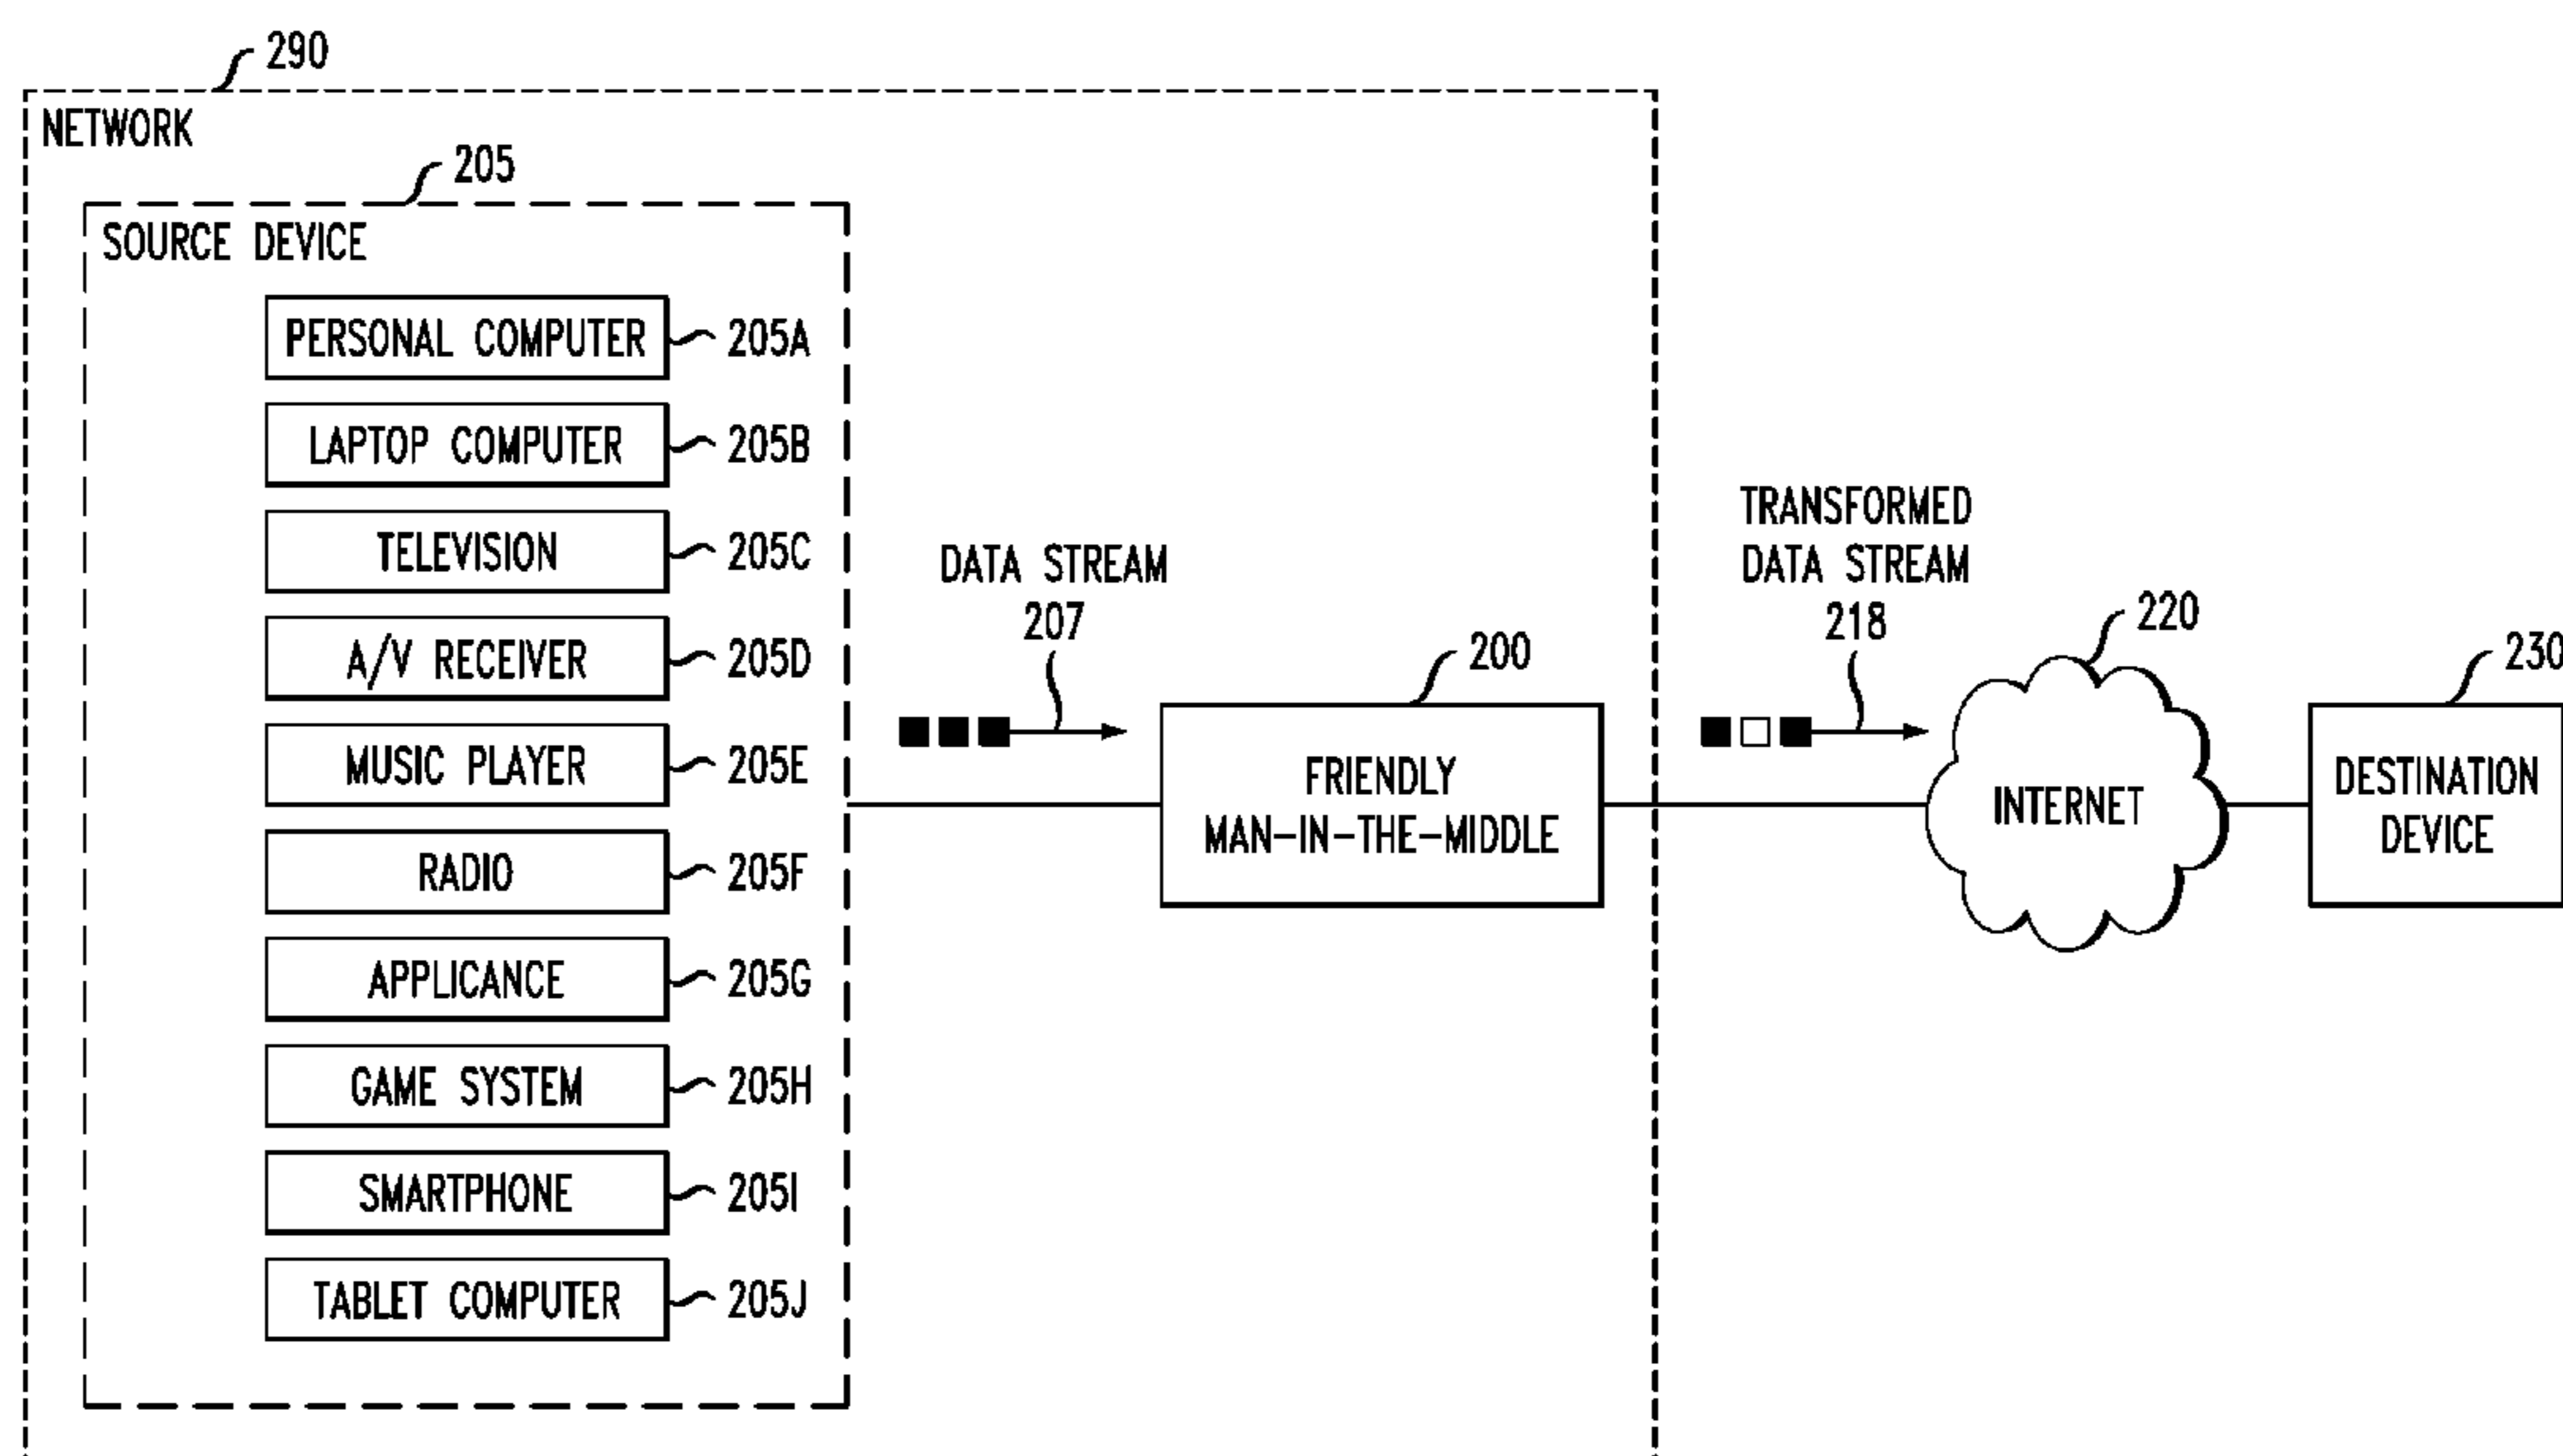 290
NETWORK
205
SOURCE DEVICE
PERSONAL COMPUTER 205A
LAPTOP COMPUTER 205B
TELEVISION 205C
A/V RECEIVER 205D
MUSIC PLAYER 205E
RADIO 205F
APPLICANCE 205G
GAME SYSTEM 205H
SMARTPHONE 205I
TABLET COMPUTER 205J
DATA STREAM
207
200
FRIENDLY
MAN-IN-THE-MIDDLE
TRANSFORMED
DATA STREAM
218
220
INTERNET
230
DESTINATION
DEVICE